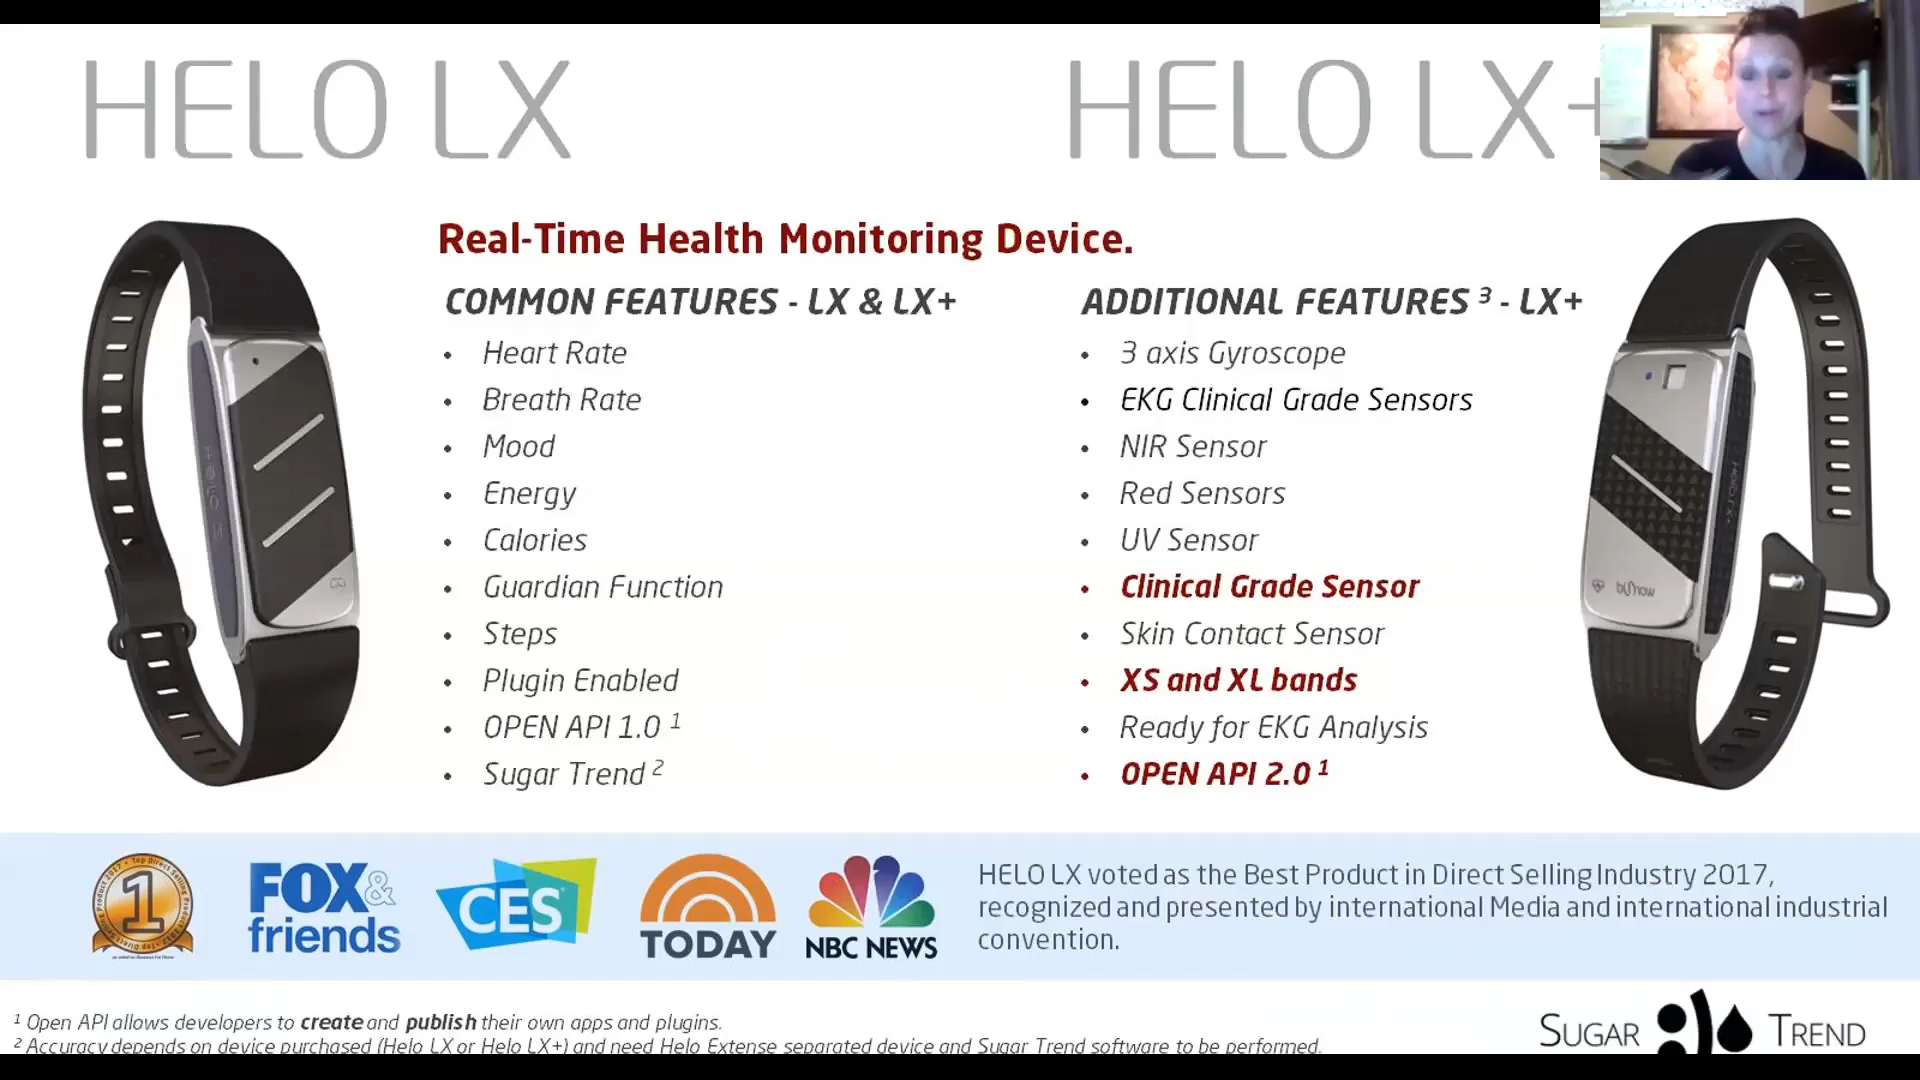 HELO LX
HELO LX+
Real-Time Health Monitoring Device.
COMMON FEATURES - LX & LX+
• Heart Rate
• Breath Rate
• Mood
• Energy
• Calories
• Guardian Function
• Steps
• Plugin Enabled
• OPEN API 1.0 ¹
• Sugar Trend ²
ADDITIONAL FEATURES ³ - LX+
• 3 axis Gyroscope
• EKG Clinical Grade Sensors
• NIR Sensor
• Red Sensors
• UV Sensor
• Clinical Grade Sensor
• Skin Contact Sensor
• XS and XL bands
• Ready for EKG Analysis
• OPEN API 2.0 ¹
1
FOX &
friends
CES
TODAY
NBC NEWS
HELO LX voted as the Best Product in Direct Selling Industry 2017,
recognized and presented by international Media and international industrial
convention.
¹ Open API allows developers to create and publish their own apps and plugins.
² Accuracy depends on device purchased (Helo LX or Helo LX+) and need Helo Extense separated device and Sugar Trend software to be performed.
SUGAR TREND